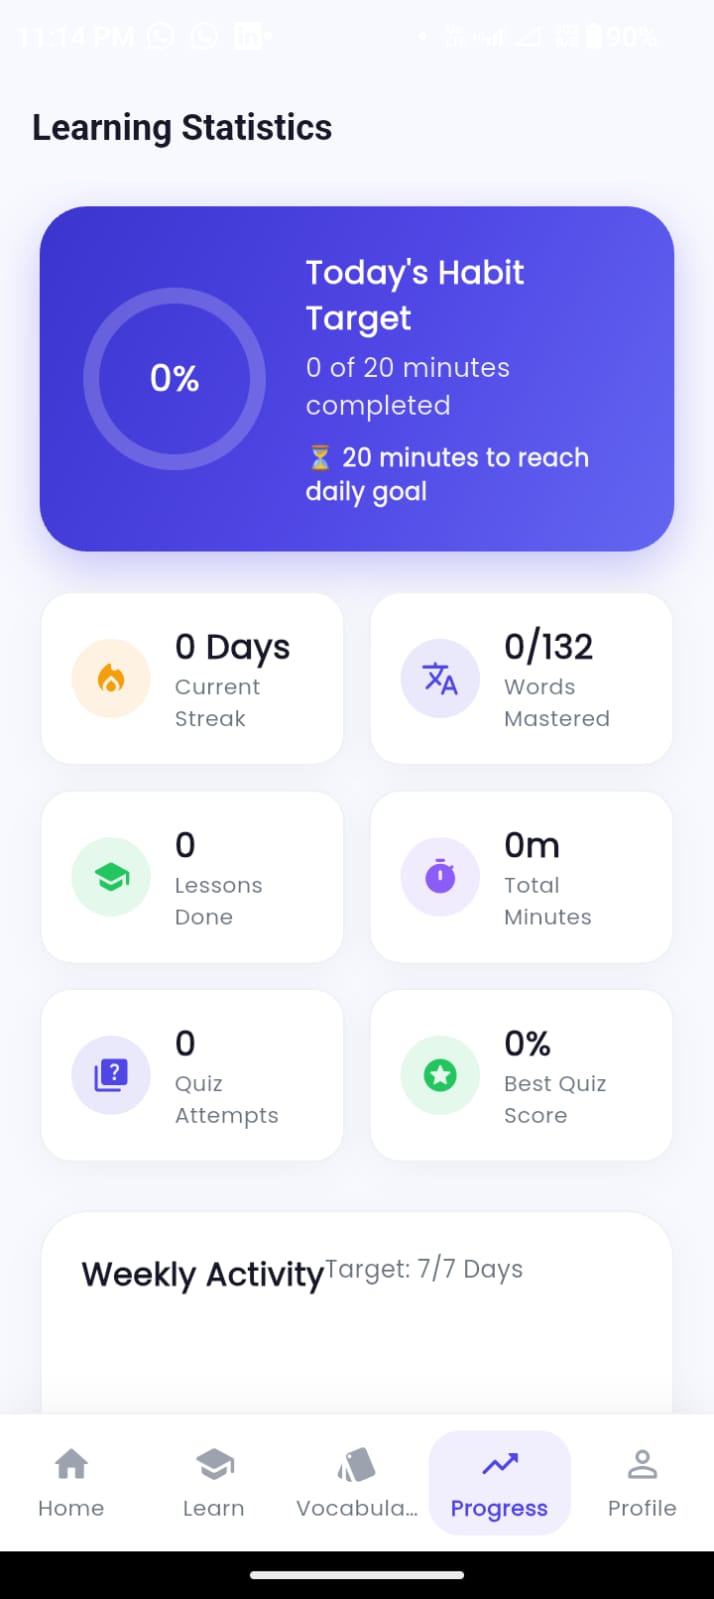 11:14 PM
90%
Learning Statistics
Today's Habit
Target
0%
0 of 20 minutes
completed
⏳ 20 minutes to reach
daily goal
0 Days
Current
Streak
0/132
Words
Mastered
0
Lessons
Done
0m
Total
Minutes
0
Quiz
Attempts
0%
Best Quiz
Score
Weekly Activity
Target: 7/7 Days
Home
Learn
Vocabula...
Progress
Profile